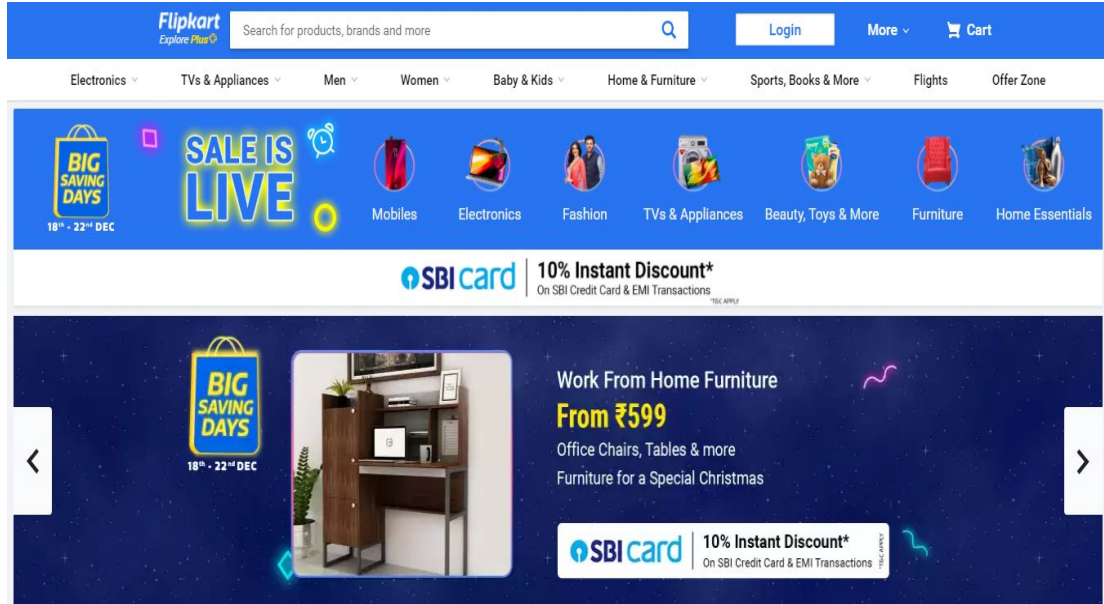 Flipkart
Explore Plus
Search for products, brands and more
Login
More
Cart
Electronics
TVs & Appliances
Men
Women
Baby & Kids
Home & Furniture
Sports, Books & More
Flights
Offer Zone
BIG
SAVING
DAYS
18th - 22nd DEC
SALE IS
LIVE
Mobiles
Electronics
Fashion
TVs & Appliances
Beauty, Toys & More
Furniture
Home Essentials
SBI card
10% Instant Discount*
On SBI Credit Card & EMI Transactions
*T&C APPLY
BIG
SAVING
DAYS
18th - 22nd DEC
Work From Home Furniture
From ₹599
Office Chairs, Tables & more
Furniture for a Special Christmas
SBI card
10% Instant Discount*
On SBI Credit Card & EMI Transactions
*T&C APPLY